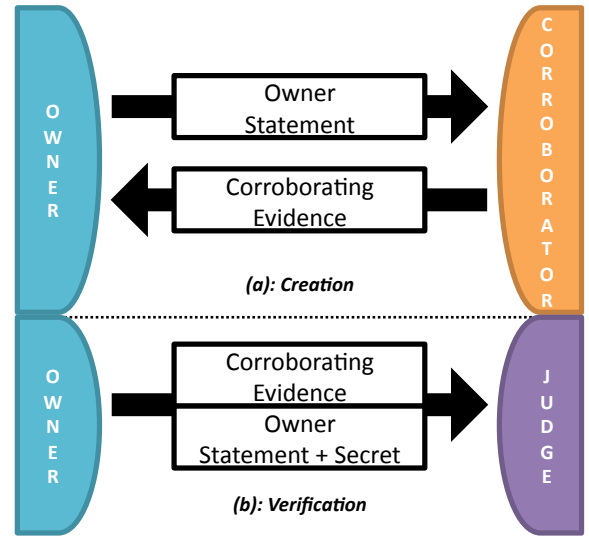 OWNER
Owner
Statement
Corroborating
Evidence
CORROBORATOR
(a): Creation
OWNER
Corroborating
Evidence
Owner
Statement + Secret
JUDGE
(b): Verification